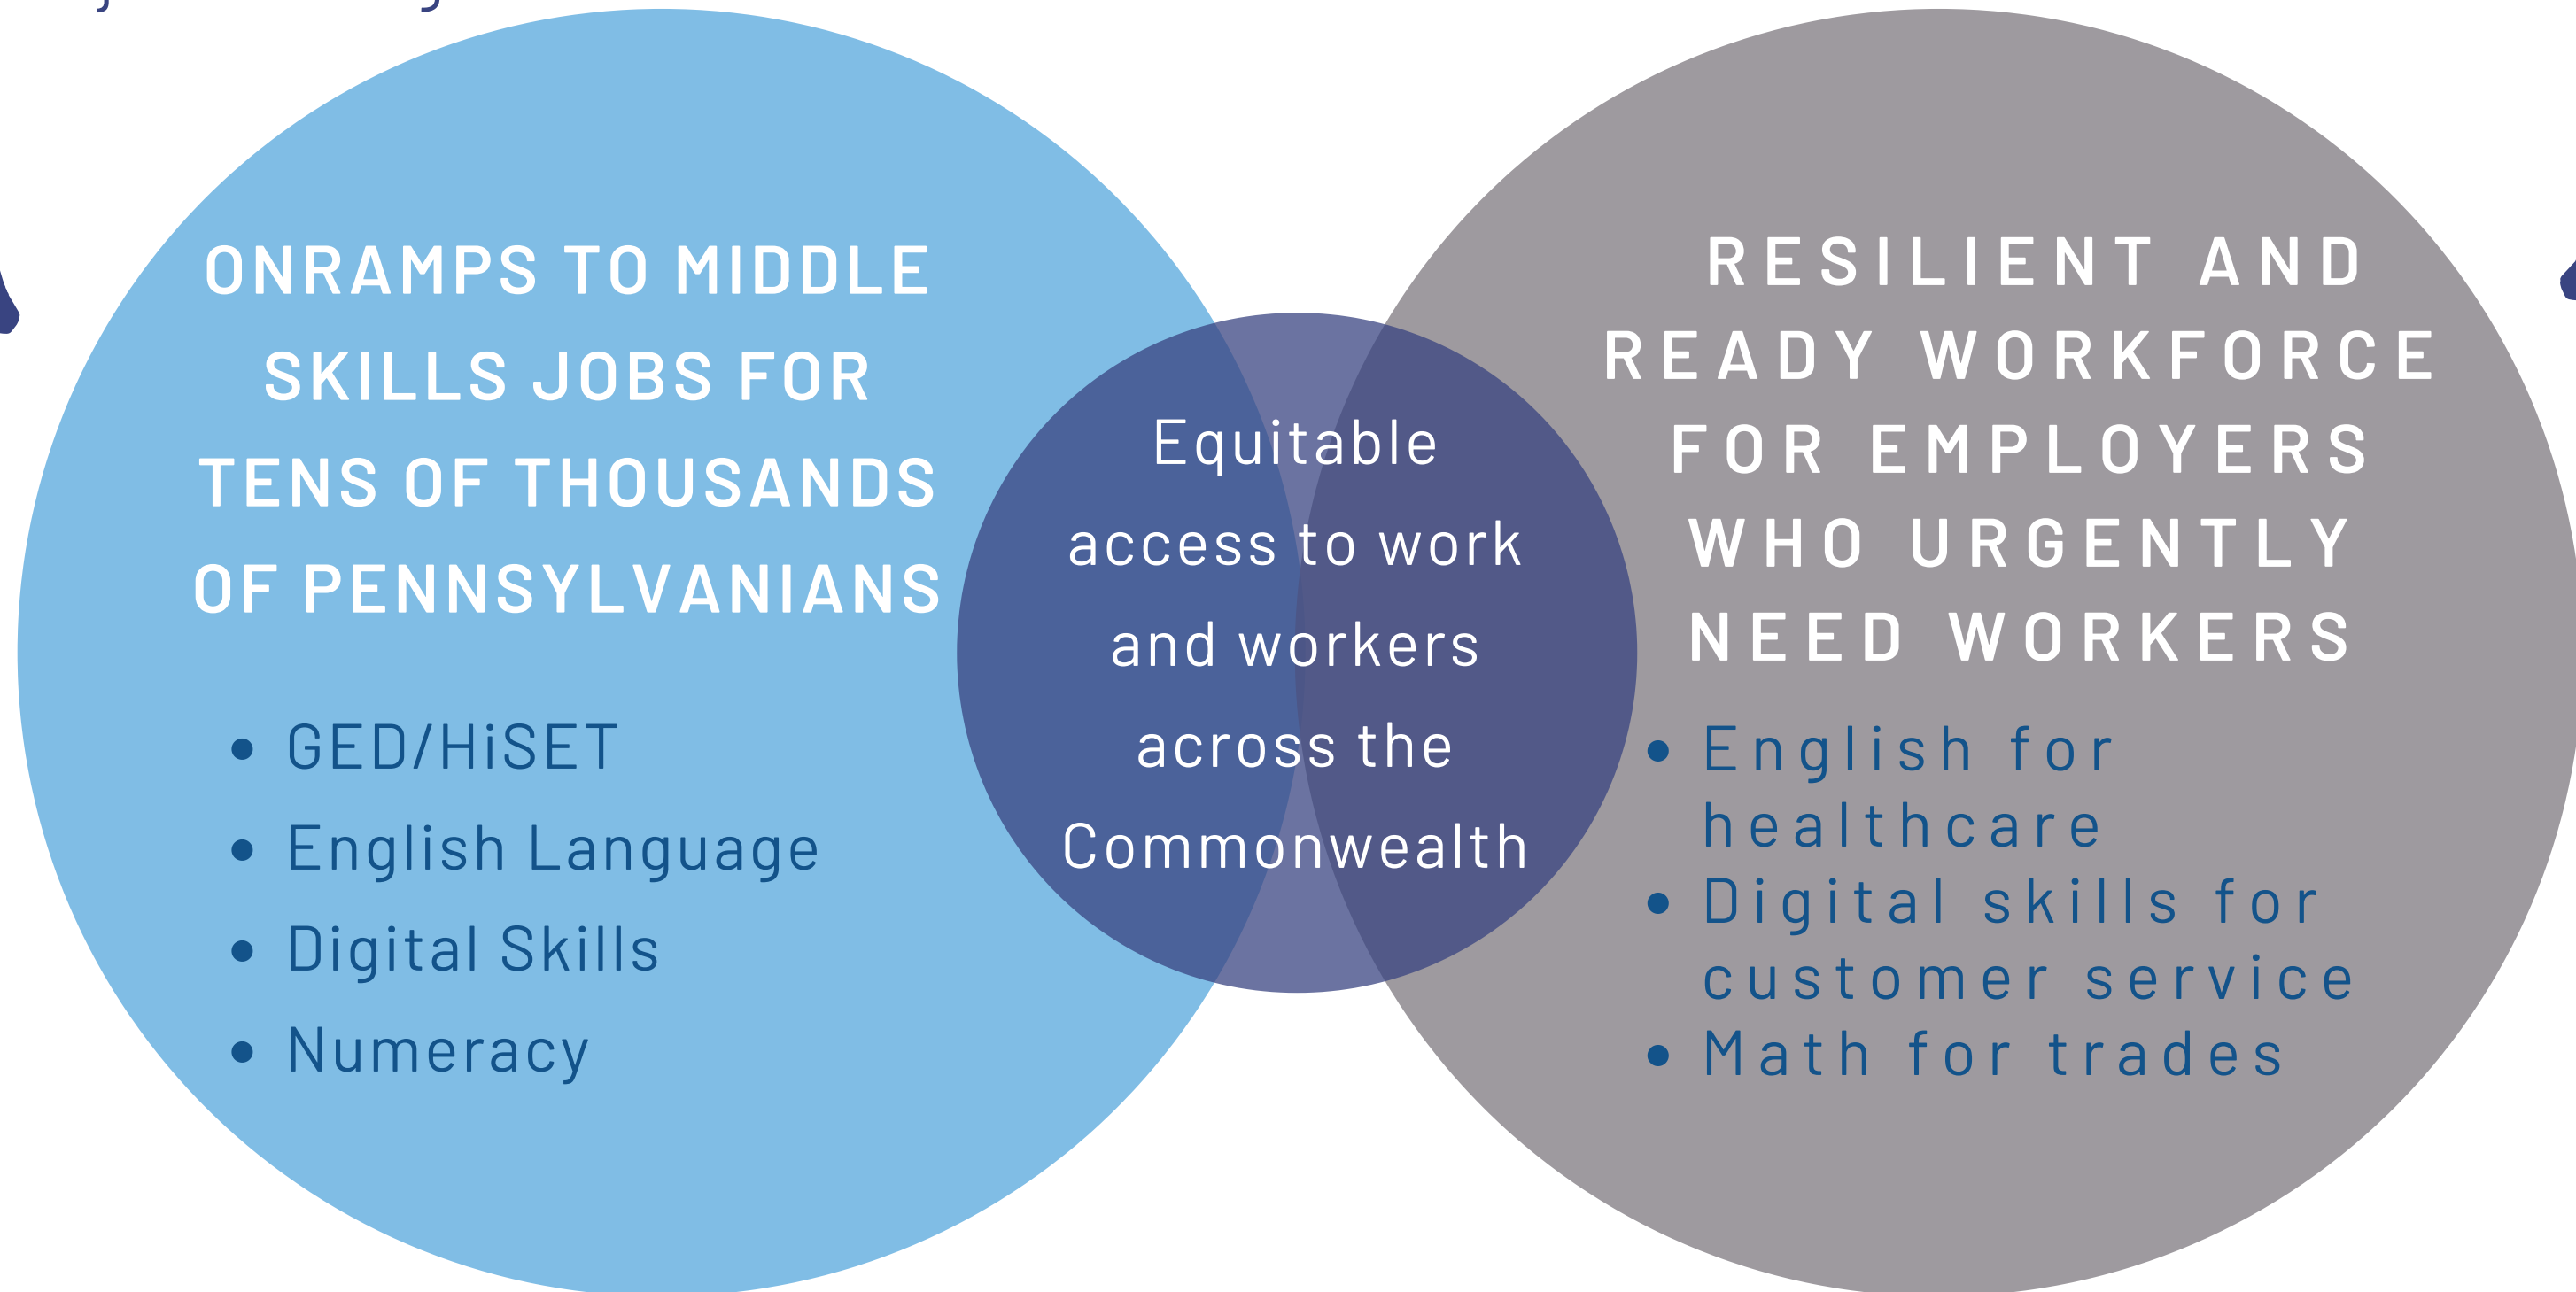 ONRAMPS TO MIDDLE
SKILLS JOBS FOR
TENS OF THOUSANDS
OF PENNSYLVANIANS
• GED/HiSET
• English Language
• Digital Skills
• Numeracy
Equitable
access to work
and workers
across the
Commonwealth
RESILIENT AND
READY WORKFORCE
FOR EMPLOYERS
WHO URGENTLY
NEED WORKERS
• English for
healthcare
• Digital skills for
customer service
• Math for trades